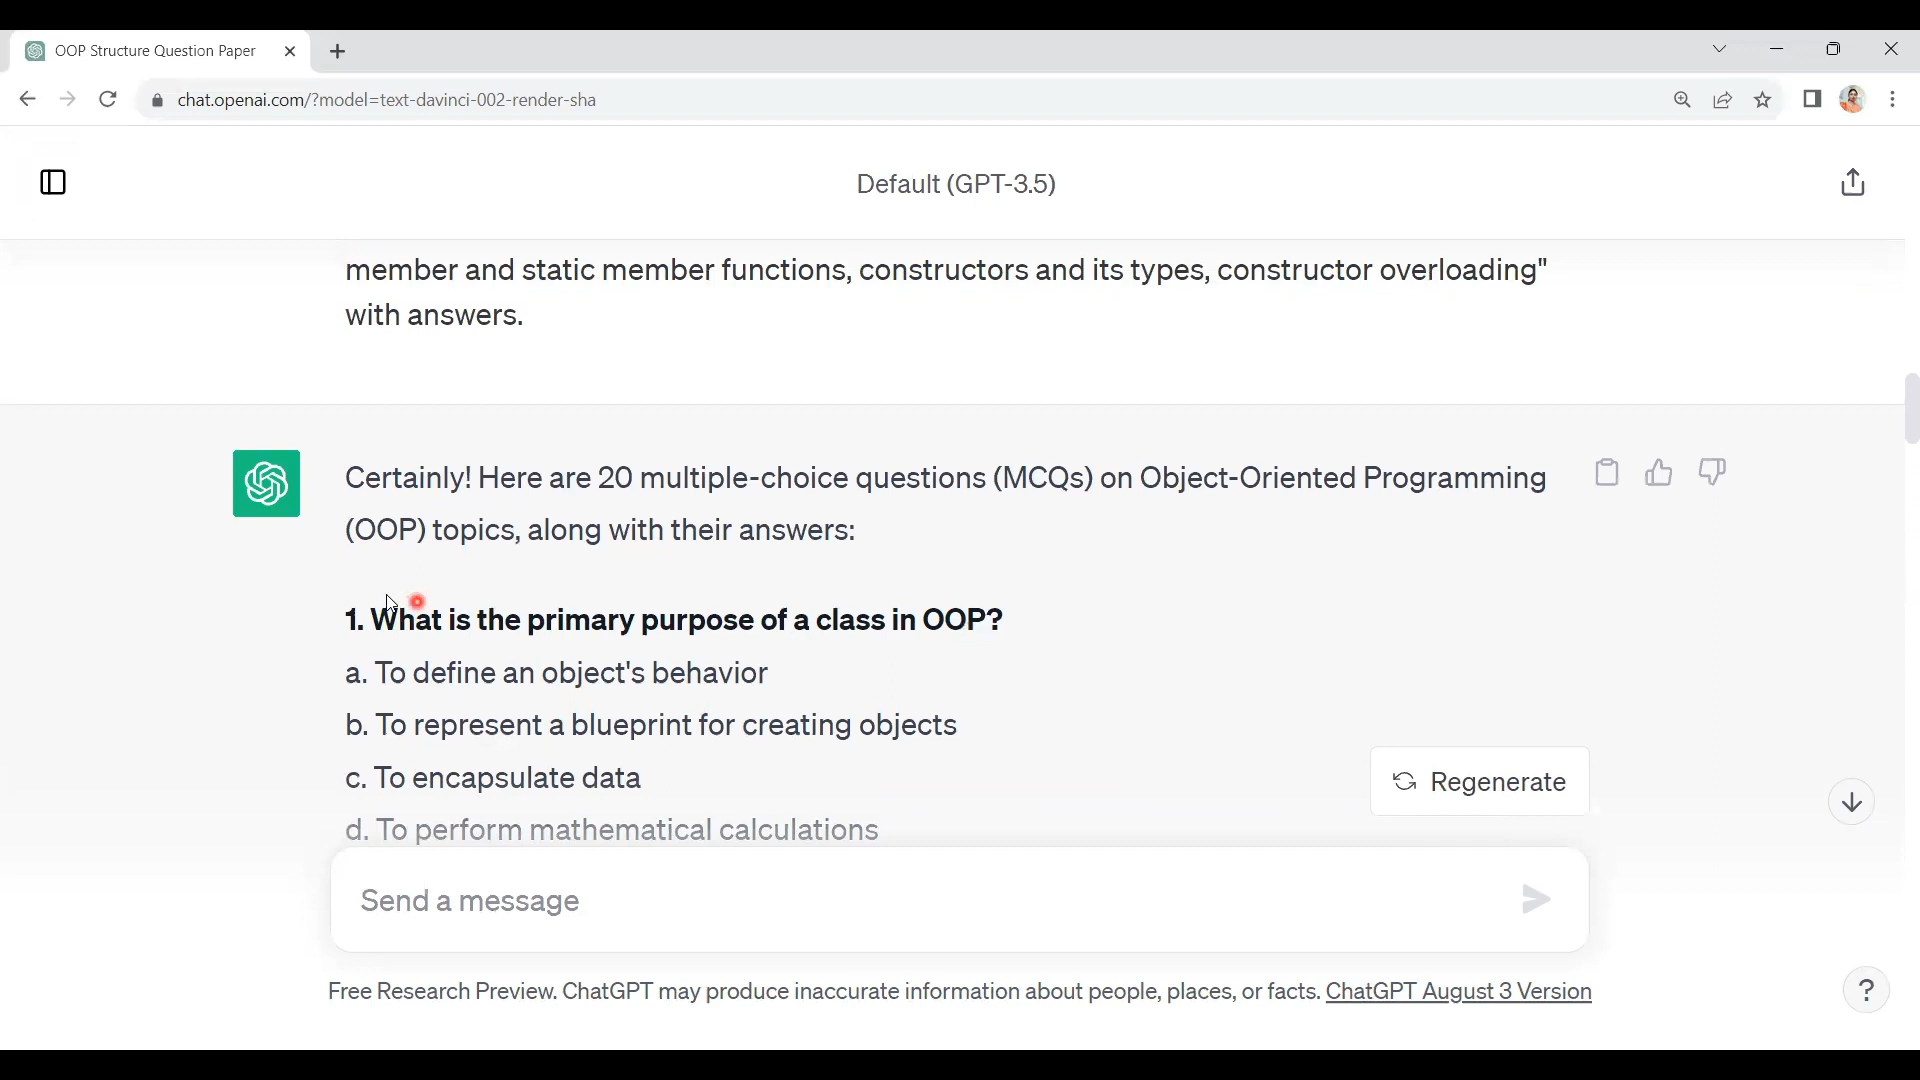 OOP Structure Question Paper
chat.openai.com/?model=text-davinci-002-render-sha
Default (GPT-3.5)
member and static member functions, constructors and its types, constructor overloading"
with answers.
Certainly! Here are 20 multiple-choice questions (MCQs) on Object-Oriented Programming
(OOP) topics, along with their answers:
1. What is the primary purpose of a class in OOP?
a. To define an object's behavior
b. To represent a blueprint for creating objects
c. To encapsulate data
Regenerate
d. To perform mathematical calculations
Send a message
Free Research Preview. ChatGPT may produce inaccurate information about people, places, or facts. ChatGPT August 3 Version
?